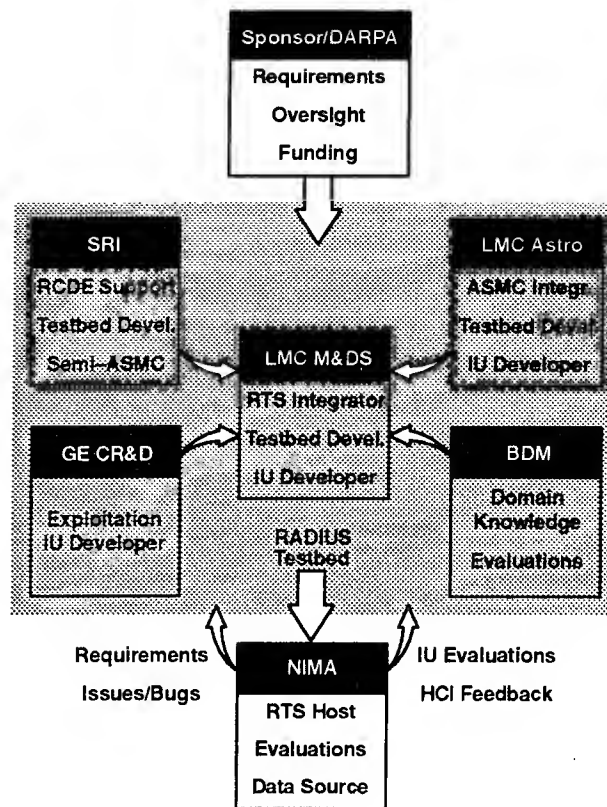 Sponsor/DARPA
Requirements
Oversight
Funding
SRI
RCDE Support
Testbed Devel.
Semi-ASMC
LMC Astro
ASMC Integr.
Testbed Devel.
IU Developer
LMC M&DS
RTS Integrator
Testbed Devel.
IU Developer
GE CR&D
Exploitation
IU Developer
BDM
Domain
Knowledge
Evaluations
RADIUS
Testbed
Requirements
Issues/Bugs
IU Evaluations
HCI Feedback
NIMA
RTS Host
Evaluations
Data Source